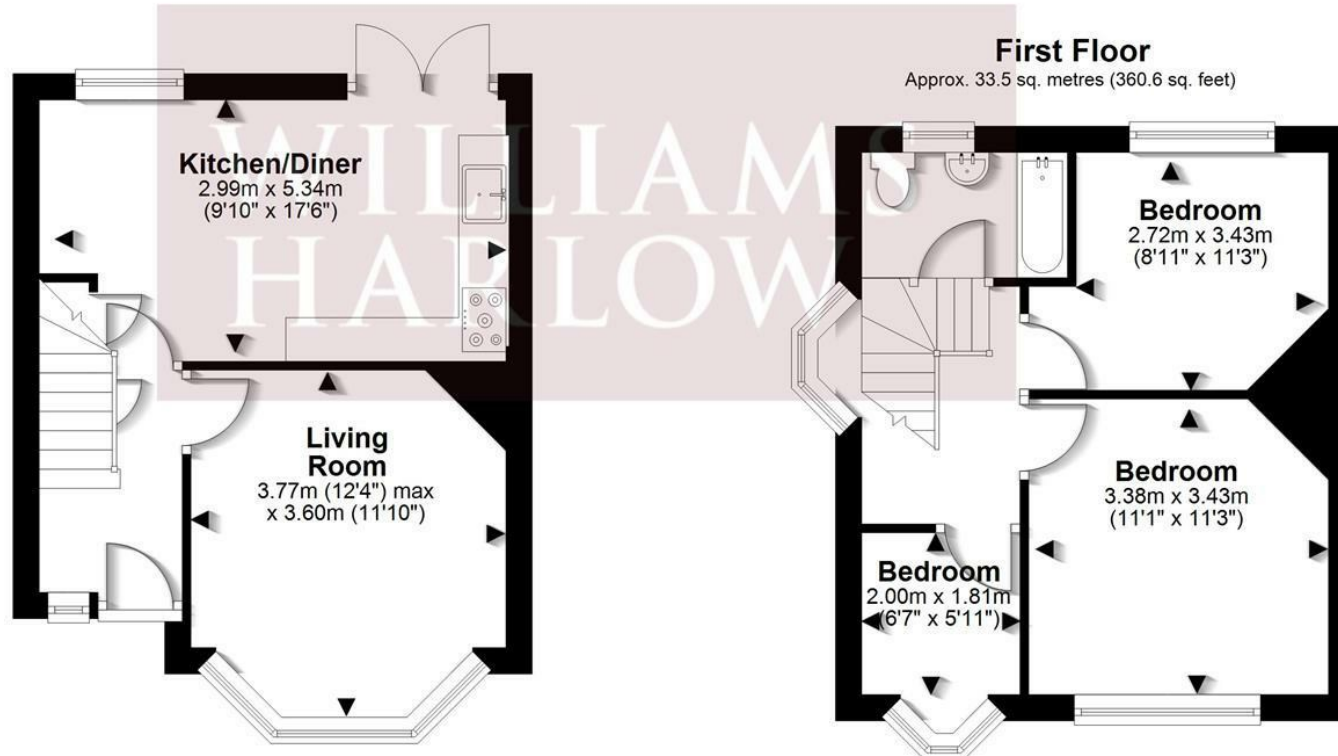 WILLIAMS
HARLOW
Kitchen/Diner
2.99m x 5.34m
(9'10" x 17'6")
Living
Room
3.77m (12'4") max
x 3.60m (11'10")
First Floor
Approx. 33.5 sq. metres (360.6 sq. feet)
Bedroom
2.72m x 3.43m
(8'11" x 11'3")
Bedroom
3.38m x 3.43m
(11'1" x 11'3")
Bedroom
2.00m x 1.81m
(6'7" x 5'11")